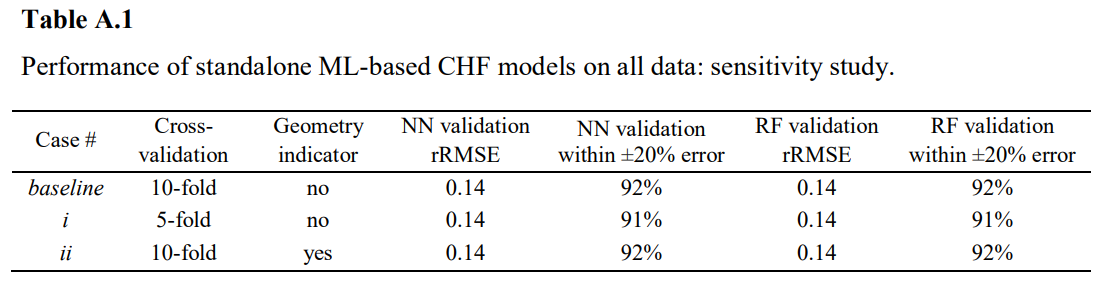 Table A.1
Performance of standalone ML-based CHF models on all data: sensitivity study.
Case # Cross-validation Geometry indicator NN validation rRMSE NN validation within ±20% error RF validation rRMSE RF validation within ±20% error
baseline 10-fold no 0.14 92% 0.14 92%
i 5-fold no 0.14 91% 0.14 91%
ii 10-fold yes 0.14 92% 0.14 92%